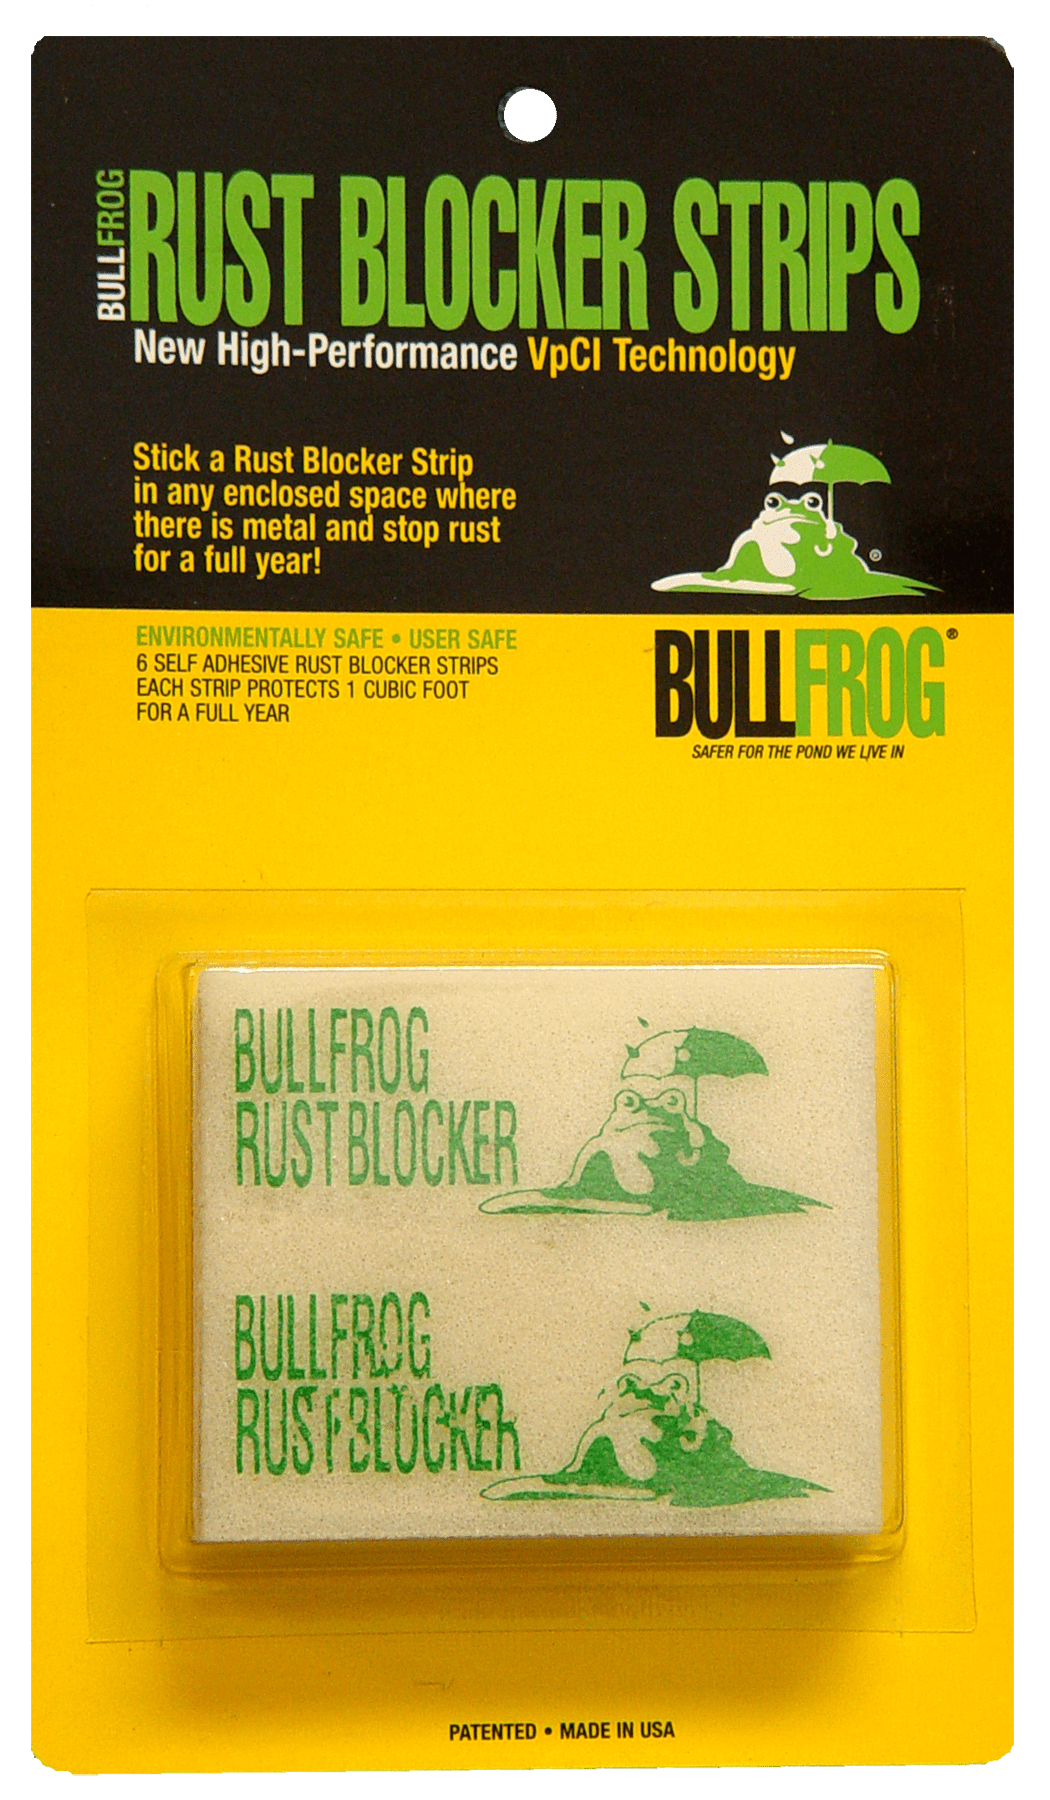 BULLFROG
RUST BLOCKER STRIPS
New High-Performance VpCI Technology
Stick a Rust Blocker Strip
in any enclosed space where
there is metal and stop rust
for a full year!
®
ENVIRONMENTALLY SAFE • USER SAFE
6 SELF ADHESIVE RUST BLOCKER STRIPS
EACH STRIP PROTECTS 1 CUBIC FOOT
FOR A FULL YEAR
BULLFROG®
SAFER FOR THE POND WE LIVE IN
BULLFROG
RUST BLOCKER
BULLFROG
RUST BLOCKER
PATENTED • MADE IN USA